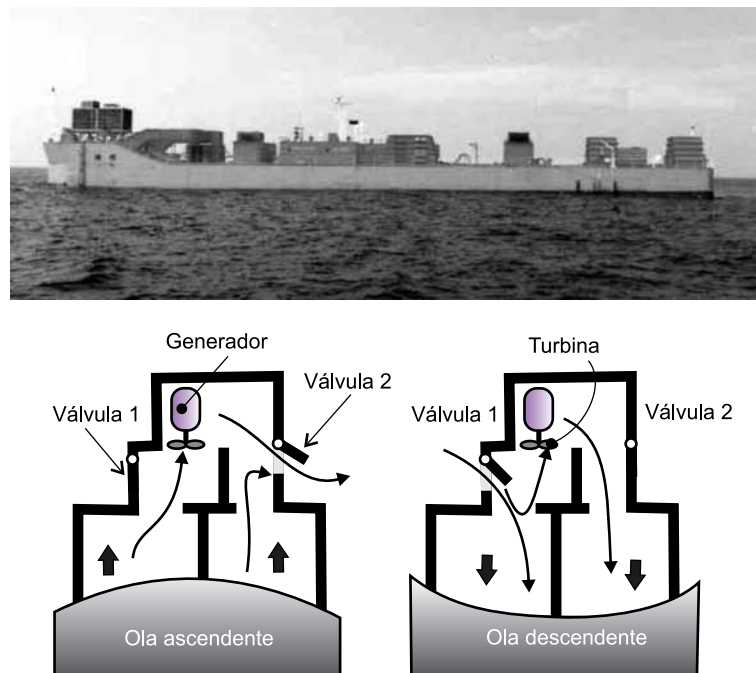 Generador
Válvula 2
Válvula 1
Ola ascendente
Turbina
Válvula 1
Válvula 2
Ola descendente